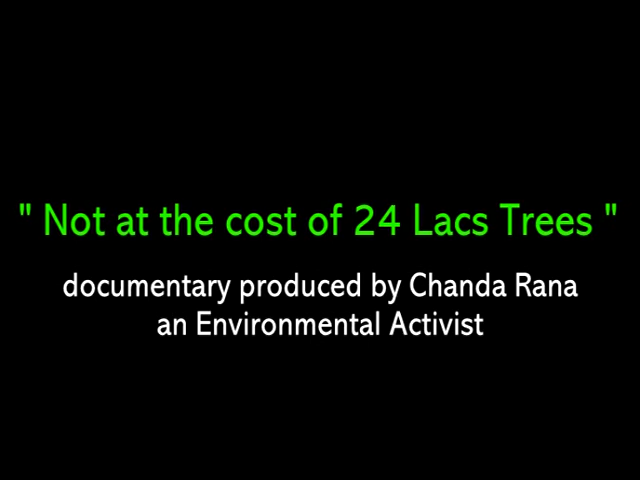 " Not at the cost of 24 Lacs Trees "
documentary produced by Chanda Rana
an Environmental Activist